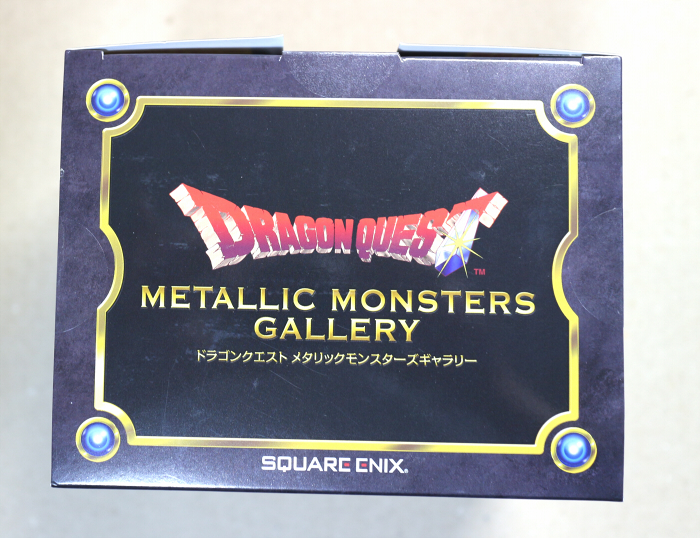 DRAGON QUEST
TM
METALLIC MONSTERS
GALLERY
ドラゴンクエスト メタリックモンスターズギャラリー
SQUARE ENIX®